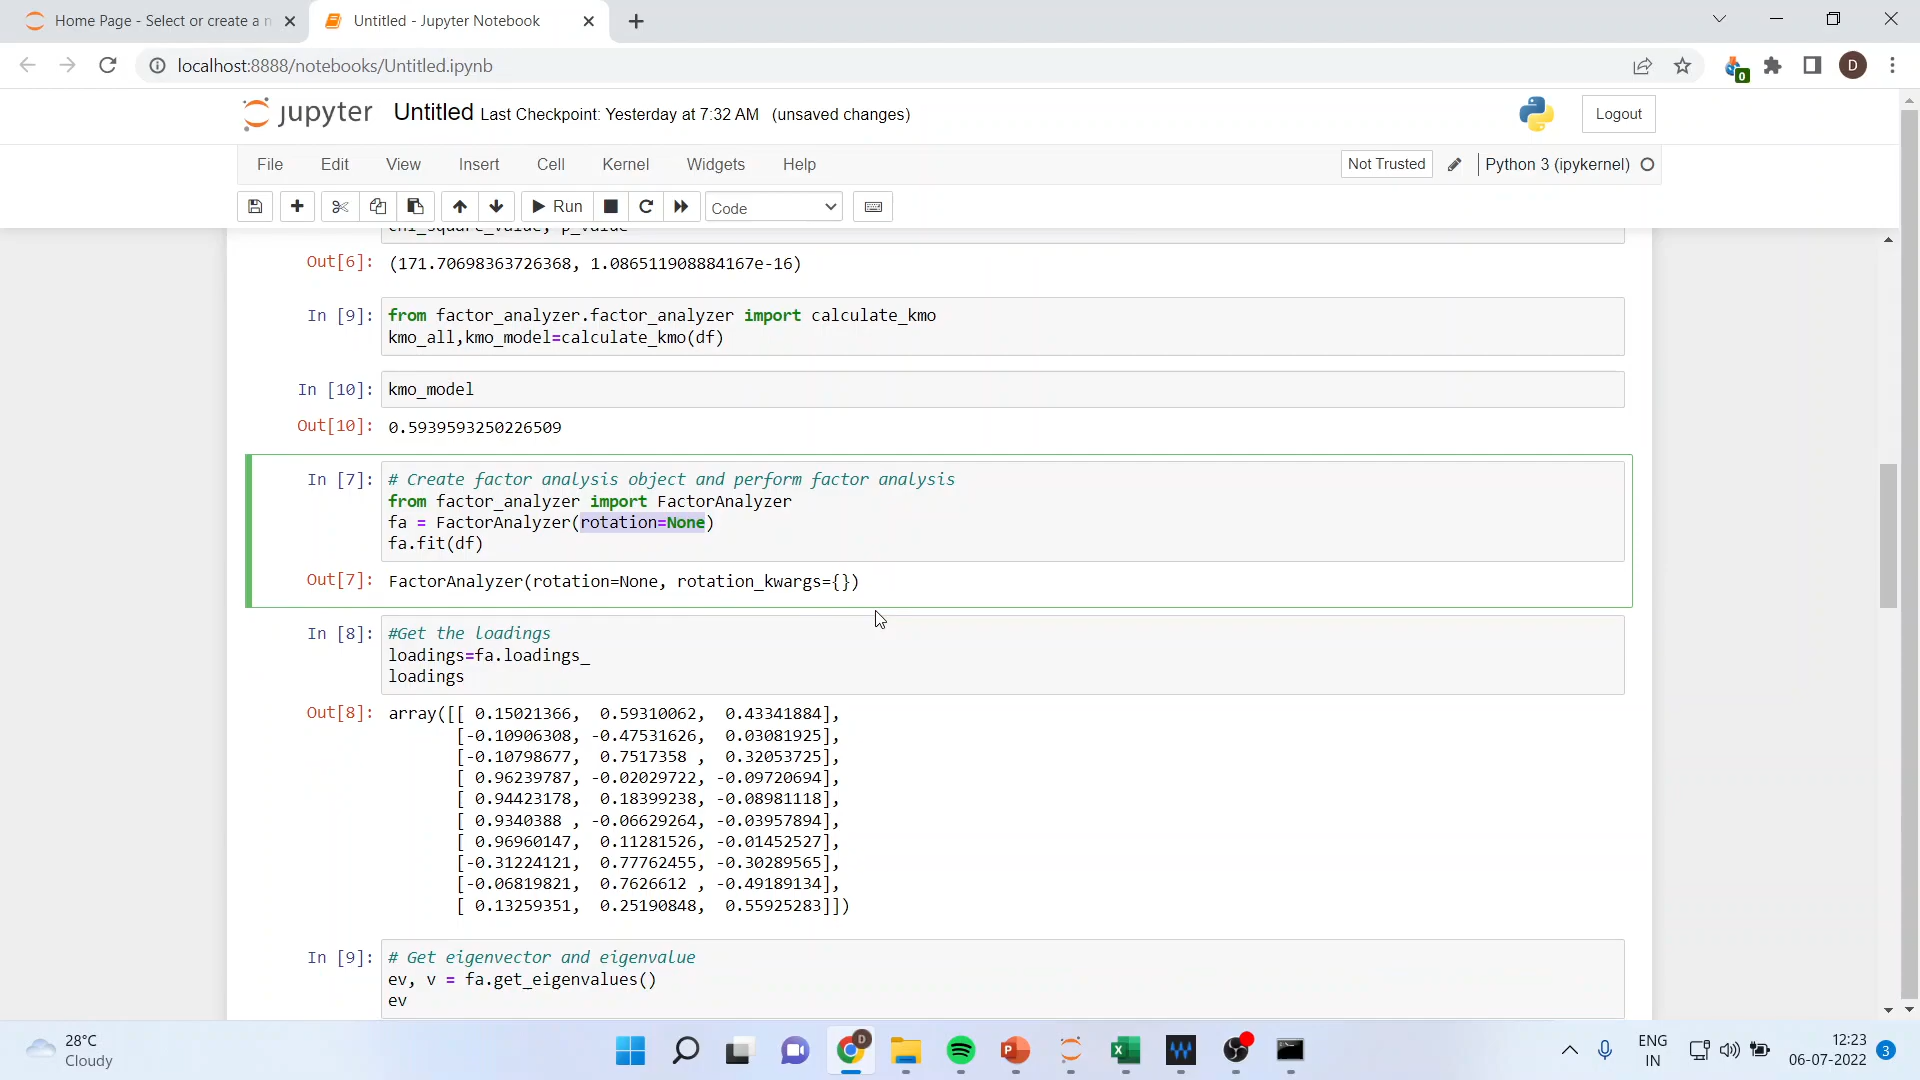 Home Page - Select or create a n
Untitled - Jupyter Notebook
localhost:8888/notebooks/Untitled.ipynb
0
D
jupyter Untitled Last Checkpoint: Yesterday at 7:32 AM (unsaved changes)
Logout
File Edit View Insert Cell Kernel Widgets Help
Not Trusted
Python 3 (ipykernel)
Run
Code
chi_square_value, p_value
Out[6]: (171.70698363726368, 1.086511908884167e-16)
In [9]: from factor_analyzer.factor_analyzer import calculate_kmo
kmo_all,kmo_model=calculate_kmo(df)
In [10]: kmo_model
Out[10]: 0.5939593250226509
In [7]: # Create factor analysis object and perform factor analysis
from factor_analyzer import FactorAnalyzer
fa = FactorAnalyzer(rotation=None)
fa.fit(df)
Out[7]: FactorAnalyzer(rotation=None, rotation_kwargs={})
In [8]: #Get the loadings
loadings=fa.loadings_
loadings
Out[8]: array([[ 0.15021366,  0.59310062,  0.43341884],
[-0.10906308, -0.47531626,  0.03081925],
[-0.10798677,  0.7517358 ,  0.32053725],
[ 0.96239787, -0.02029722, -0.09720694],
[ 0.94423178,  0.18399238, -0.08981118],
[ 0.9340388 , -0.06629264, -0.03957894],
[ 0.96960147,  0.11281526, -0.01452527],
[-0.31224121,  0.77762455, -0.30289565],
[-0.06819821,  0.7626612 , -0.49189134],
[ 0.13259351,  0.25190848,  0.55925283]])
In [9]: # Get eigenvector and eigenvalue
ev, v = fa.get_eigenvalues()
ev
28°C
Cloudy
D
P
ENG
IN
12:23
06-07-2022
3